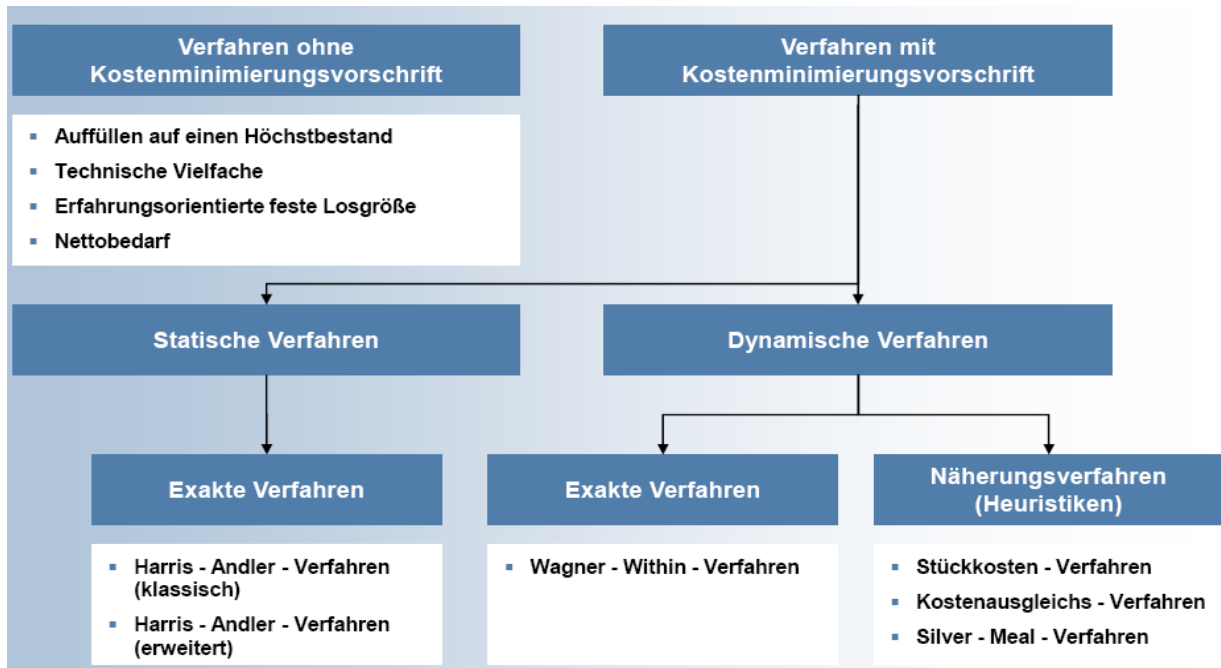 Verfahren ohne
Kostenminimierungsvorschrift
Verfahren mit
Kostenminimierungsvorschrift
▪ Auffüllen auf einen Höchstbestand
▪ Technische Vielfache
▪ Erfahrungsorientierte feste Losgröße
▪ Nettobedarf
Statische Verfahren
Dynamische Verfahren
Exakte Verfahren
Exakte Verfahren
Näherungsverfahren
(Heuristiken)
▪ Harris - Andler - Verfahren
(klassisch)
▪ Harris - Andler - Verfahren
(erweitert)
▪ Wagner - Within - Verfahren
▪ Stückkosten - Verfahren
▪ Kostenausgleichs - Verfahren
▪ Silver - Meal - Verfahren